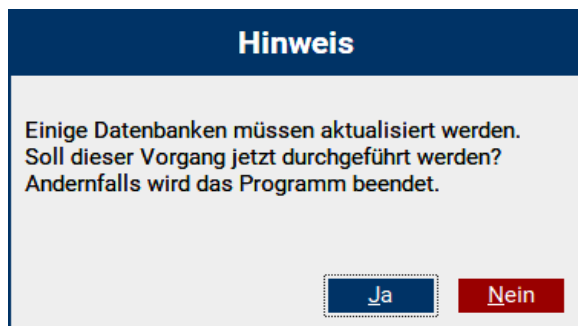 Hinweis
Einige Datenbanken müssen aktualisiert werden.
Soll dieser Vorgang jetzt durchgeführt werden?
Andernfalls wird das Programm beendet.
Ja
Nein